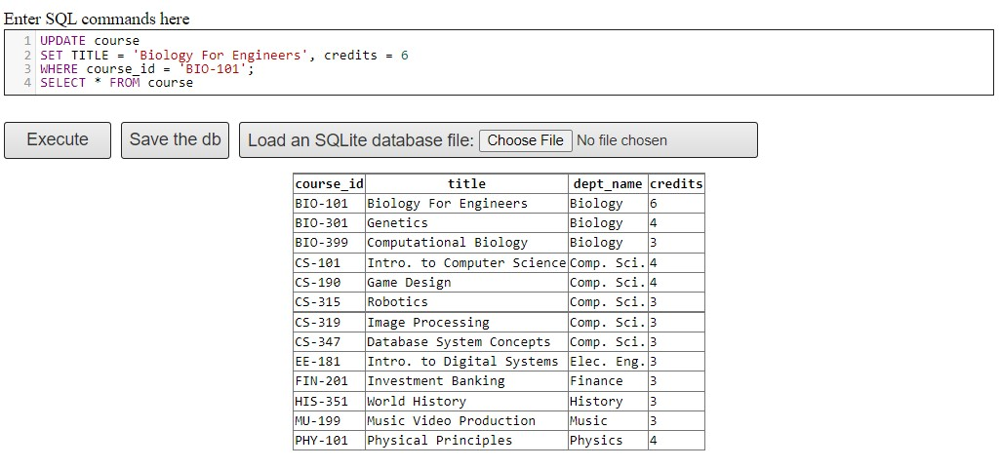 Enter SQL commands here
1 UPDATE course
2 SET TITLE = 'Biology For Engineers', credits = 6
3 WHERE course_id = 'BIO-101';
4 SELECT * FROM course
Execute Save the db Load an SQLite database file: Choose File No file chosen
course_id title dept_name credits
BIO-101 Biology For Engineers Biology 6
BIO-301 Genetics Biology 4
BIO-399 Computational Biology Biology 3
CS-101 Intro. to Computer Science Comp. Sci. 4
CS-190 Game Design Comp. Sci. 4
CS-315 Robotics Comp. Sci. 3
CS-319 Image Processing Comp. Sci. 3
CS-347 Database System Concepts Comp. Sci. 3
EE-181 Intro. to Digital Systems Elec. Eng. 3
FIN-201 Investment Banking Finance 3
HIS-351 World History History 3
MU-199 Music Video Production Music 3
PHY-101 Physical Principles Physics 4